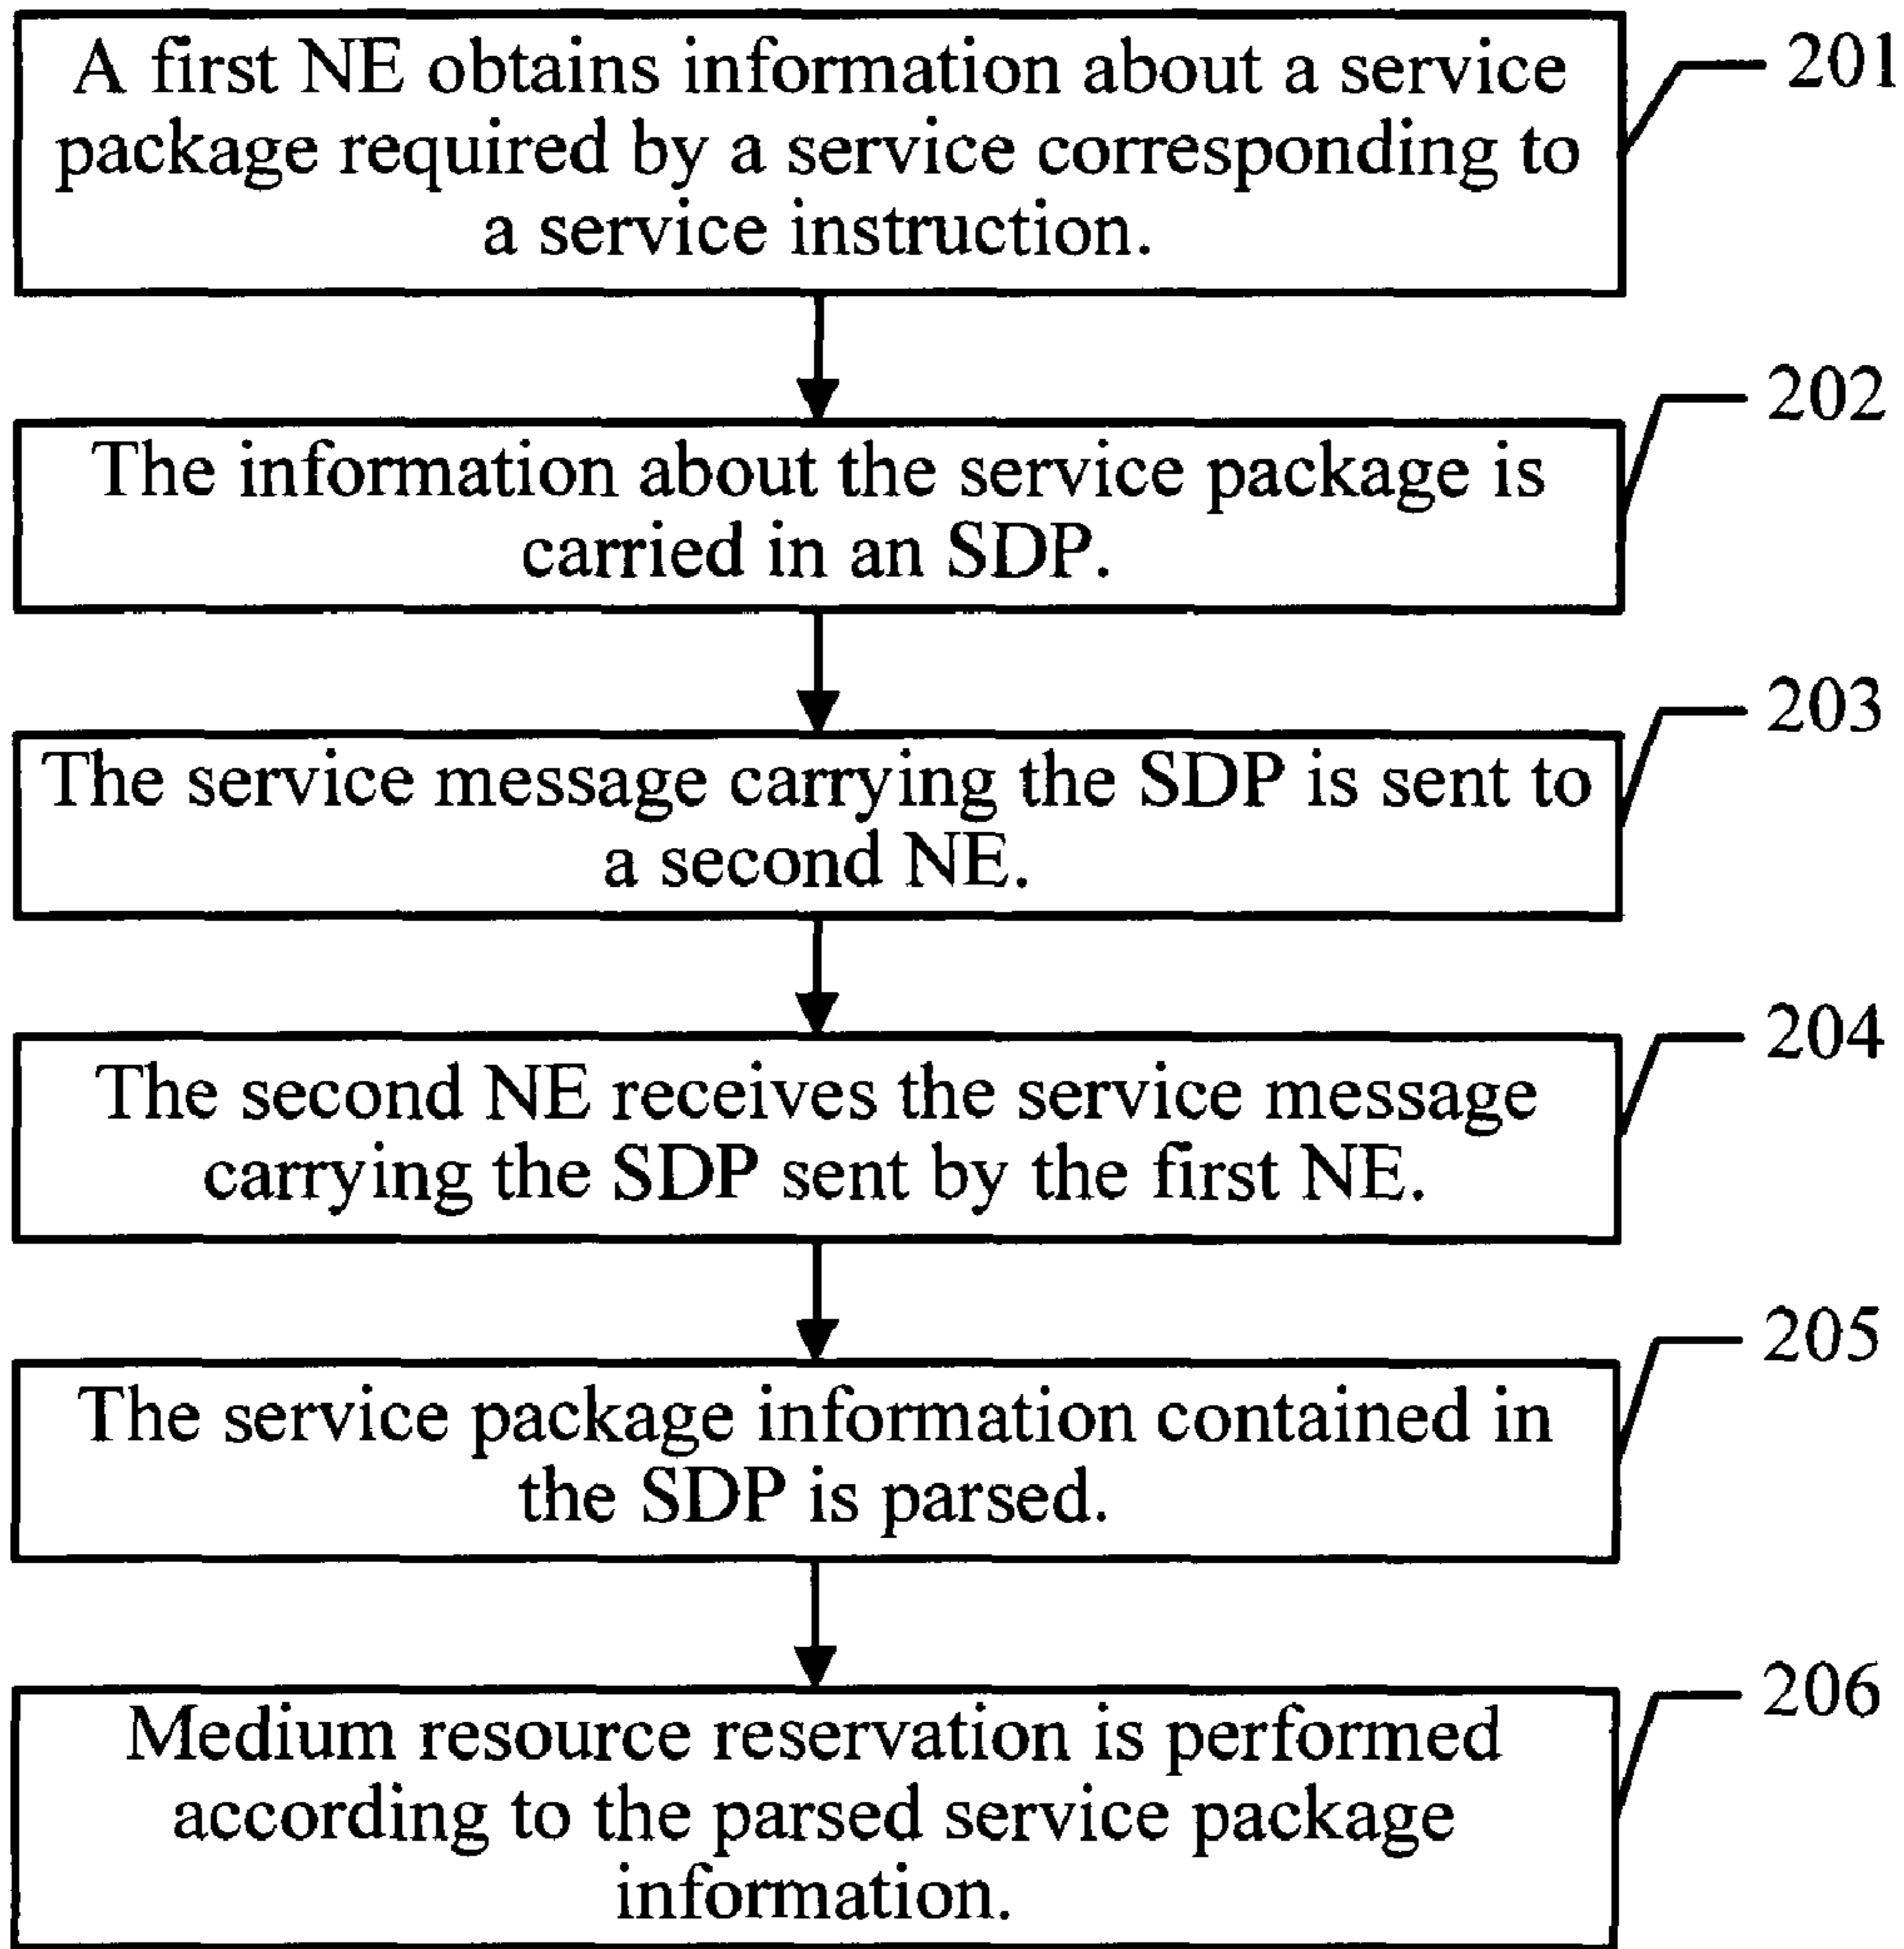 A first NE obtains information about a service
package required by a service corresponding to
a service instruction.
201
The information about the service package is
carried in an SDP.
202
The service message carrying the SDP is sent to
a second NE.
203
The second NE receives the service message
carrying the SDP sent by the first NE.
204
The service package information contained in
the SDP is parsed.
205
Medium resource reservation is performed
according to the parsed service package
information.
206